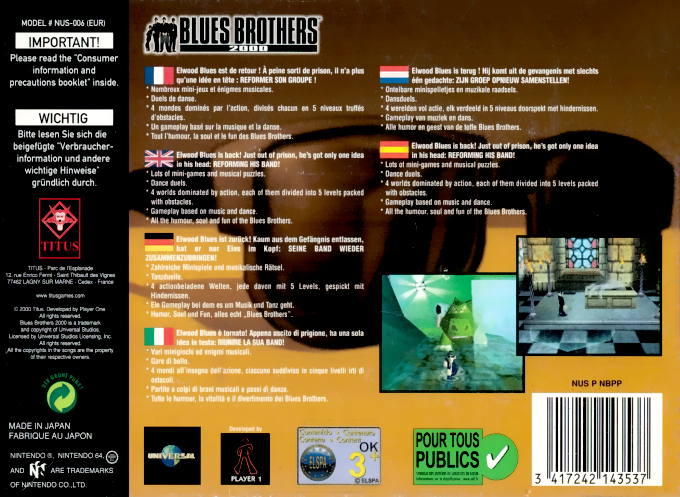 MODEL # NUS-006 (EUR)
IMPORTANT!
Please read the "Consumer
information and
precautions booklet" inside.
WICHTIG
Bitte lesen Sie sich die
beigefügte "Verbraucher-
information und andere
wichtige Hinweise"
gründlich durch.
TITUS
TITUS - Parc de l'Esplanade
12, rue Enrico Fermi - Saint Thibault des Vignes
77462 LAGNY SUR MARNE - Cedex - France
www.titusgames.com
© 2000 Titus. Developed by Player One
All rights reserved.
Blues Brothers 2000 is a trademark
and copyright of Universal Studios.
Licensed by Universal Studios Licensing, Inc.
All rights reserved.
All the copyrights in the songs are the property
of their respective owners.
DER GRÜNE PUNKT
MADE IN JAPAN
FABRIQUE AU JAPON
NINTENDO ®, NINTENDO 64,
AND ARE TRADEMARKS
OF NINTENDO CO.,LTD.
BLUES BROTHERS
2000
Elwood Blues est de retour ! À peine sorti de prison, il n'a plus
qu'une idée en tête : REFORMER SON GROUPE !
* Nombreux mini-jeux et énigmes musicales.
* Duels de danse.
* 4 mondes dominés par l'action, divisés chacun en 5 niveaux truffés
d'obstacles.
* Un gameplay basé sur la musique et la danse.
* Tout l'humour, la soul et le fun des Blues Brothers.
Elwood Blues is back! Just out of prison, he's got only one idea
in his head: REFORMING HIS BAND!
* Lots of mini-games and musical puzzles.
* Dance duels.
* 4 worlds dominated by action, each of them divided into 5 levels packed
with obstacles.
* Gameplay based on music and dance.
* All the humour, soul and fun of the Blues Brothers.
Elwood Blues ist zurück! Kaum aus dem Gefängnis entlassen,
hat er nur Eins im Kopf: SEINE BAND WIEDER
ZUSAMMENZUBRINGEN!
* Zahlreiche Minispiele und musikalische Rätsel.
* Tanzduelle.
* 4 actionbeladene Welten, jede davon mit 5 Levels, gespickt mit
Hindernissen.
* Ein Gameplay bei dem es um Musik und Tanz geht.
* Humor, Soul und Fun, alles echt „Blues Brothers".
Elwood Blues è tornato! Appena uscito di prigione, ha una sola
idea in testa: RIUNIRE LA SUA BAND!
* Vari minigiochi ed enigmi musicali.
* Gare di ballo.
* 4 mondi all'insegna dell'azione, ciascuno suddiviso in cinque livelli irti di
ostacoli.
* Partite a colpi di brani musicali e passi di danza.
* Tutto lo humour, la vitalità e il divertimento dei Blues Brothers.
Elwood Blues is terug ! Hij komt uit de gevangenis met slechts
één gedachte: ZIJN GROEP OPNIEUW SAMENSTELLEN!
* Ontelbare minispelletjes en muzikale raadsels.
* Dansduels.
* 4 werelden vol actie, elk verdeeld in 5 niveaus doorspekt met hindernissen.
* Gameplay van muziek en dans.
* Alle humor en geest van de toffe Blues Brothers.
Elwood Blues is back! Just out of prison, he's got only one idea
in his head: REFORMING HIS BAND!
* Lots of mini-games and musical puzzles.
* Dance duels.
* 4 worlds dominated by action, each of them divided into 5 levels packed
with obstacles.
* Gameplay based on music and dance.
* All the humour, soul and fun of the Blues Brothers.
NUS P NBPP
UNIVERSAL
Developed by
PLAYER 1
ELSPA
OK
3+
© ELSPA
POUR TOUS
PUBLICS
3 417242 143537